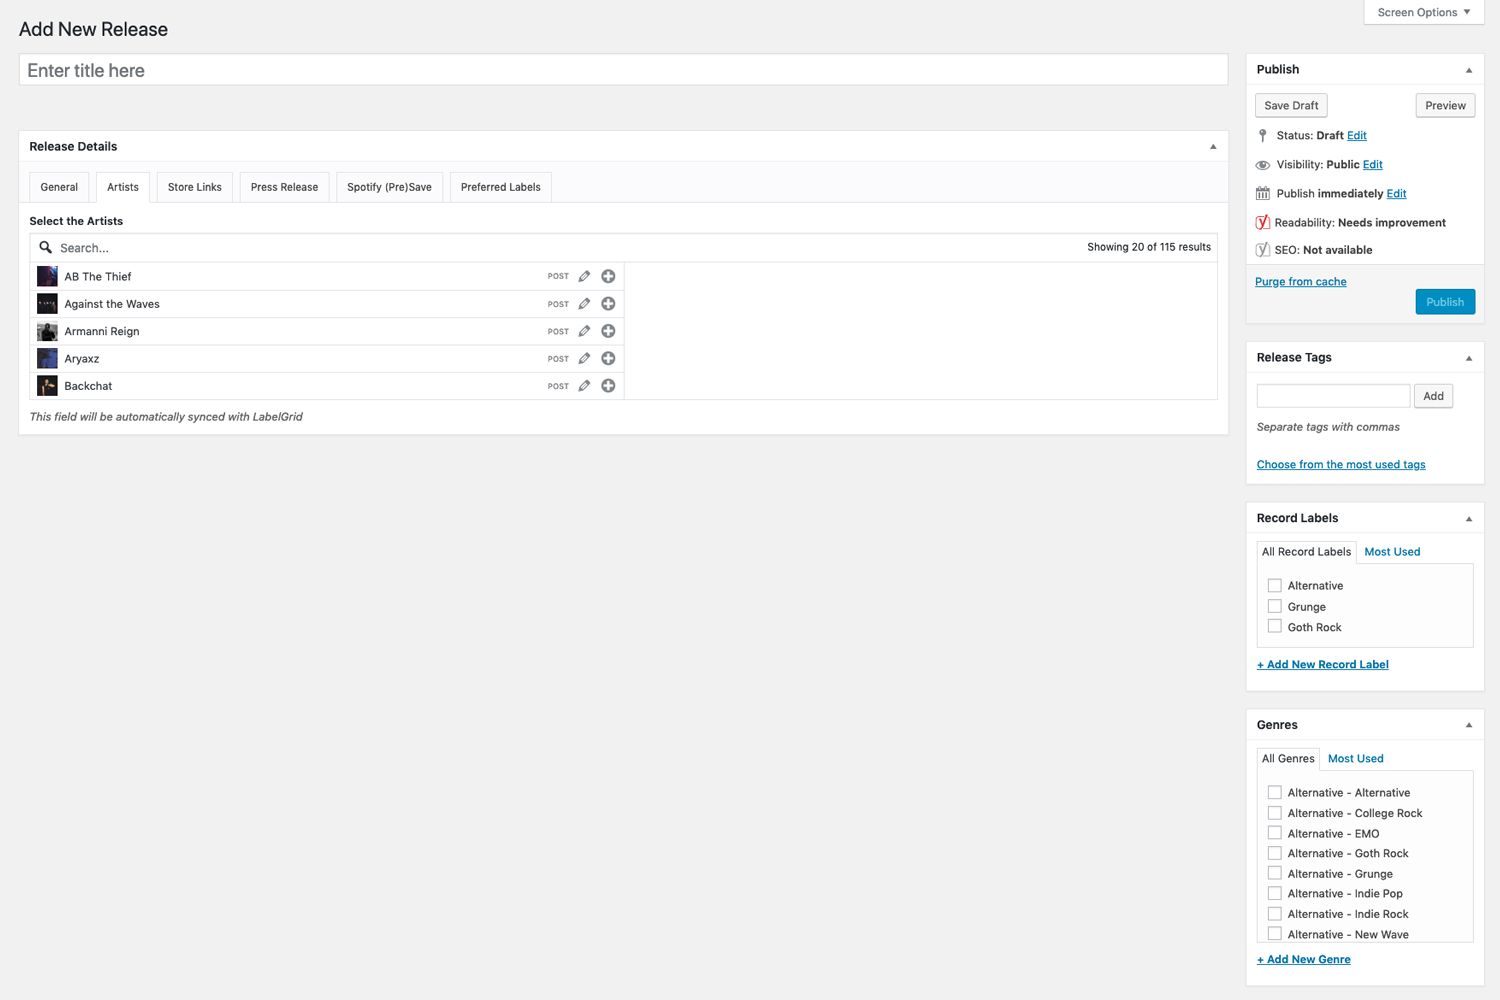 Screen Options
Add New Release
Enter title here
Release Details
General Artists Store Links Press Release Spotify (Pre)Save Preferred Labels
Select the Artists
Search... Showing 20 of 115 results
AB The Thief POST
Against the Waves POST
Armanni Reign POST
Aryaxz POST
Backchat POST
This field will be automatically synced with LabelGrid
Publish
Save Draft Preview
Status: Draft Edit
Visibility: Public Edit
Publish immediately Edit
Readability: Needs improvement
SEO: Not available
Purge from cache
Publish
Release Tags
Add
Separate tags with commas
Choose from the most used tags
Record Labels
All Record Labels Most Used
Alternative
Grunge
Goth Rock
+ Add New Record Label
Genres
All Genres Most Used
Alternative - Alternative
Alternative - College Rock
Alternative - EMO
Alternative - Goth Rock
Alternative - Grunge
Alternative - Indie Pop
Alternative - Indie Rock
Alternative - New Wave
+ Add New Genre